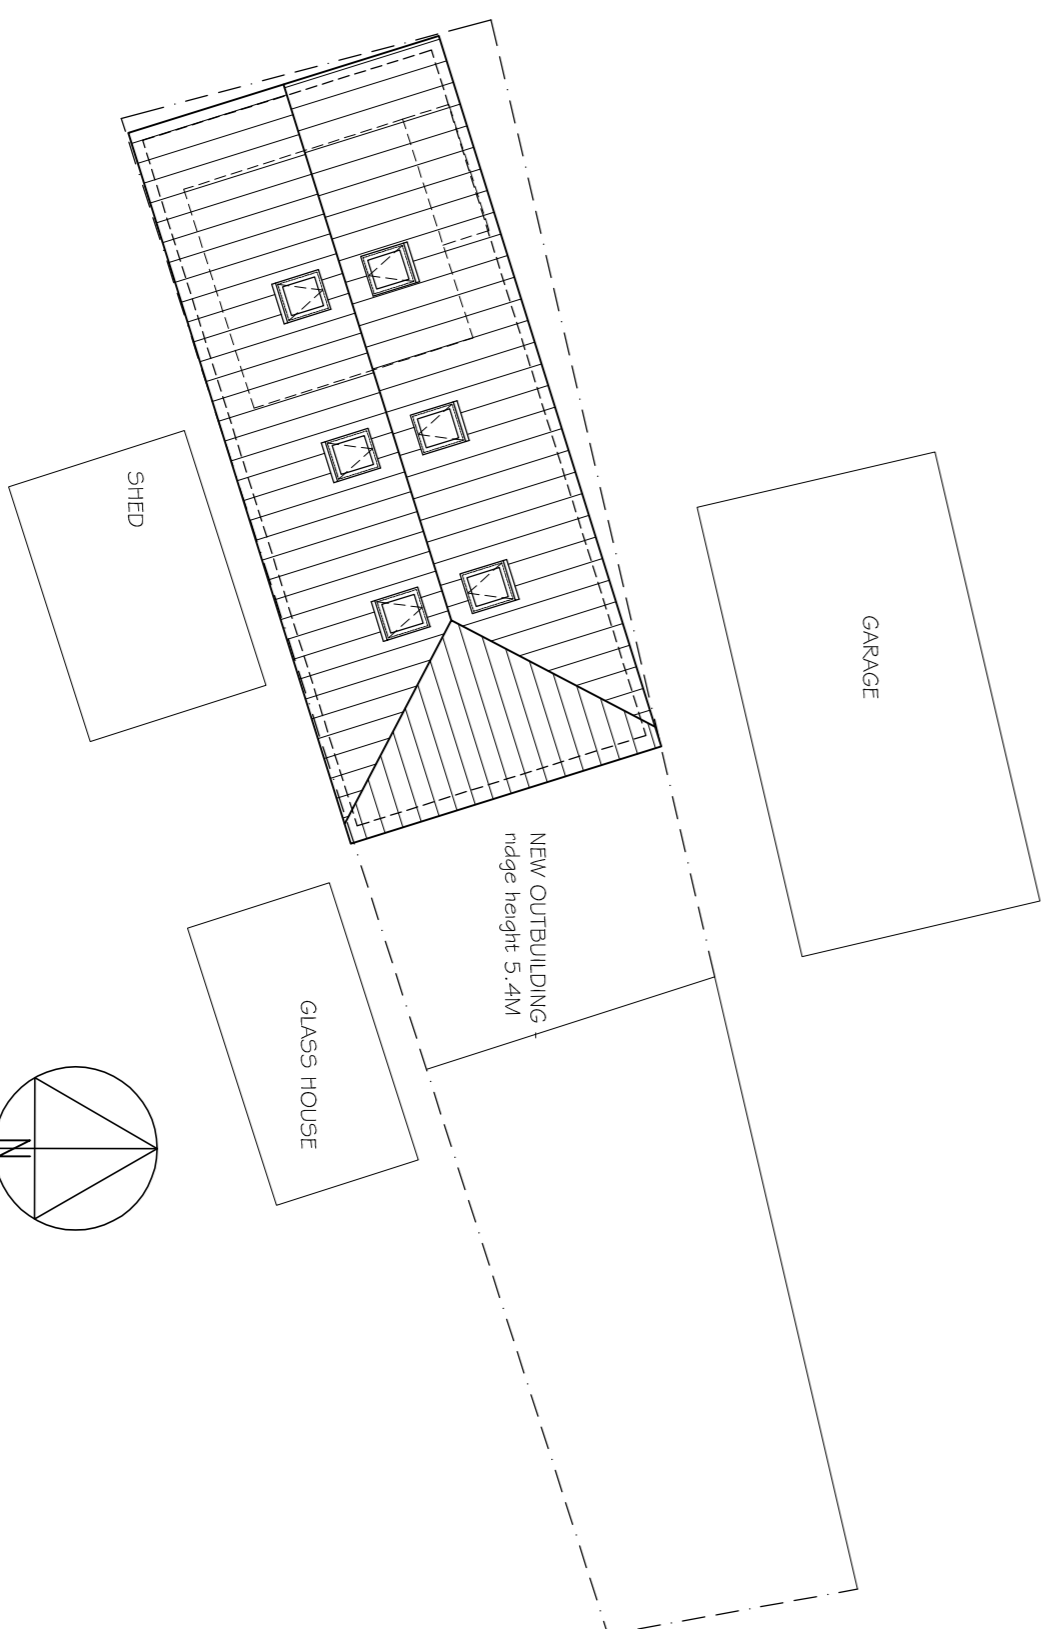 GARAGE
NEW OUTBUILDING -
ridge height 5.4M
GLASS HOUSE
SHED
N